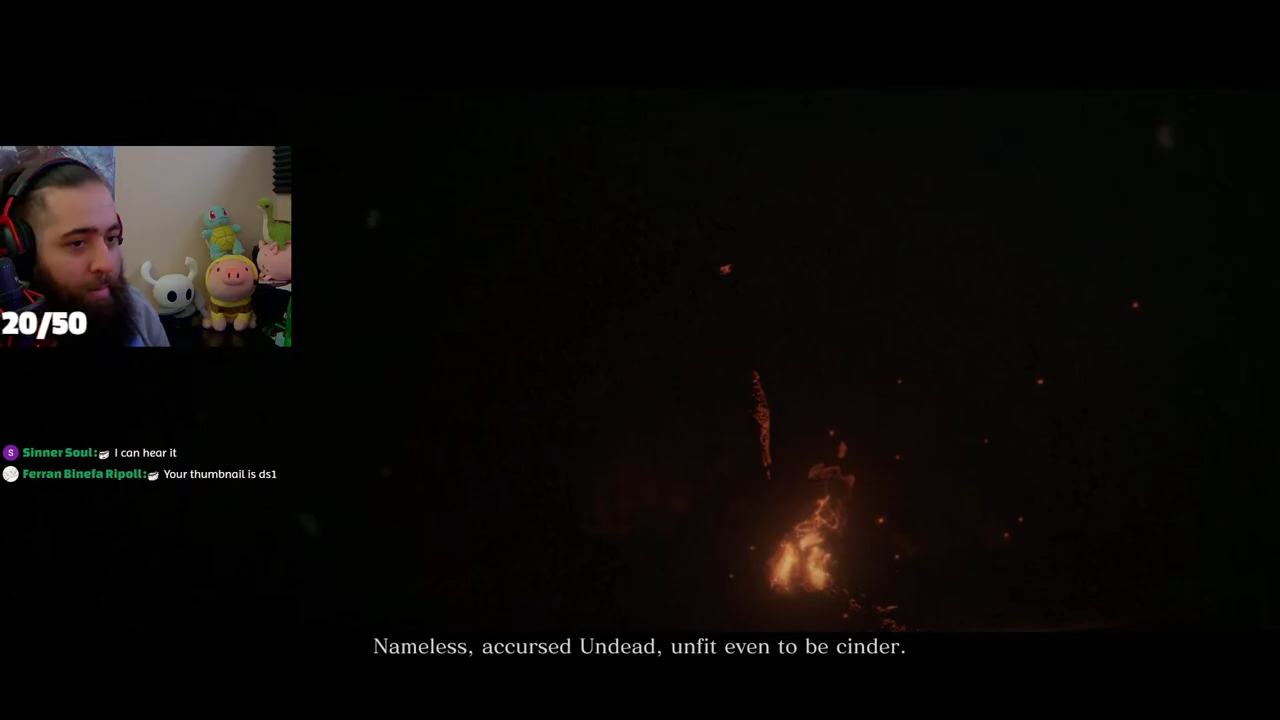 20/50
S Sinner Soul: I can hear it
Ferran Binefa Ripoll: Your thumbnail is ds1
Nameless, accursed Undead, unfit even to be cinder.